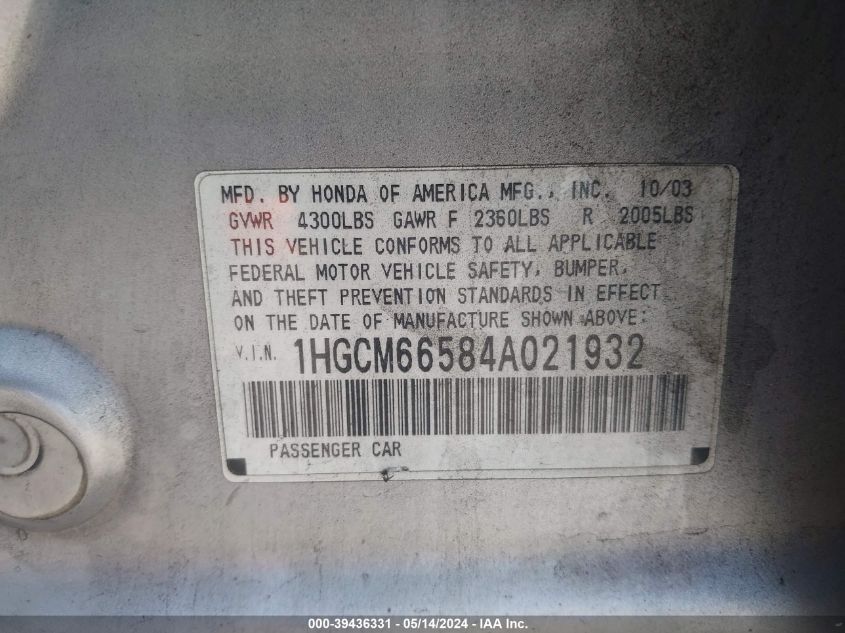 MFD. BY HONDA OF AMERICA MFG., INC. 10/03
GVWR 4300LBS GAWR F 2360LBS R 2005LBS
THIS VEHICLE CONFORMS TO ALL APPLICABLE
FEDERAL MOTOR VEHICLE SAFETY, BUMPER,
AND THEFT PREVENTION STANDARDS IN EFFECT
ON THE DATE OF MANUFACTURE SHOWN ABOVE:
V.I.N. 1HGCM66584A021932
PASSENGER CAR
000-39436331 / 05/14/2024 / IAA Inc.